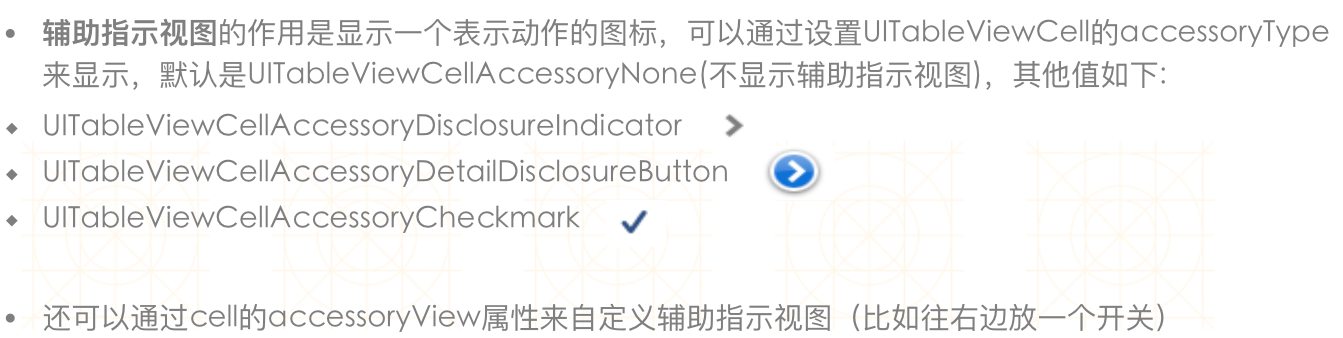 • 辅助指示视图的作用是显示一个表示动作的图标，可以通过设置UITableViewCell的accessoryType
来显示，默认是UITableViewCellAccessoryNone(不显示辅助指示视图)，其他值如下:
◆ UITableViewCellAccessoryDisclosureIndicator
◆ UITableViewCellAccessoryDetailDisclosureButton
◆ UITableViewCellAccessoryCheckmark
• 还可以通过cell的accessoryView属性来自定义辅助指示视图（比如往右边放一个开关）